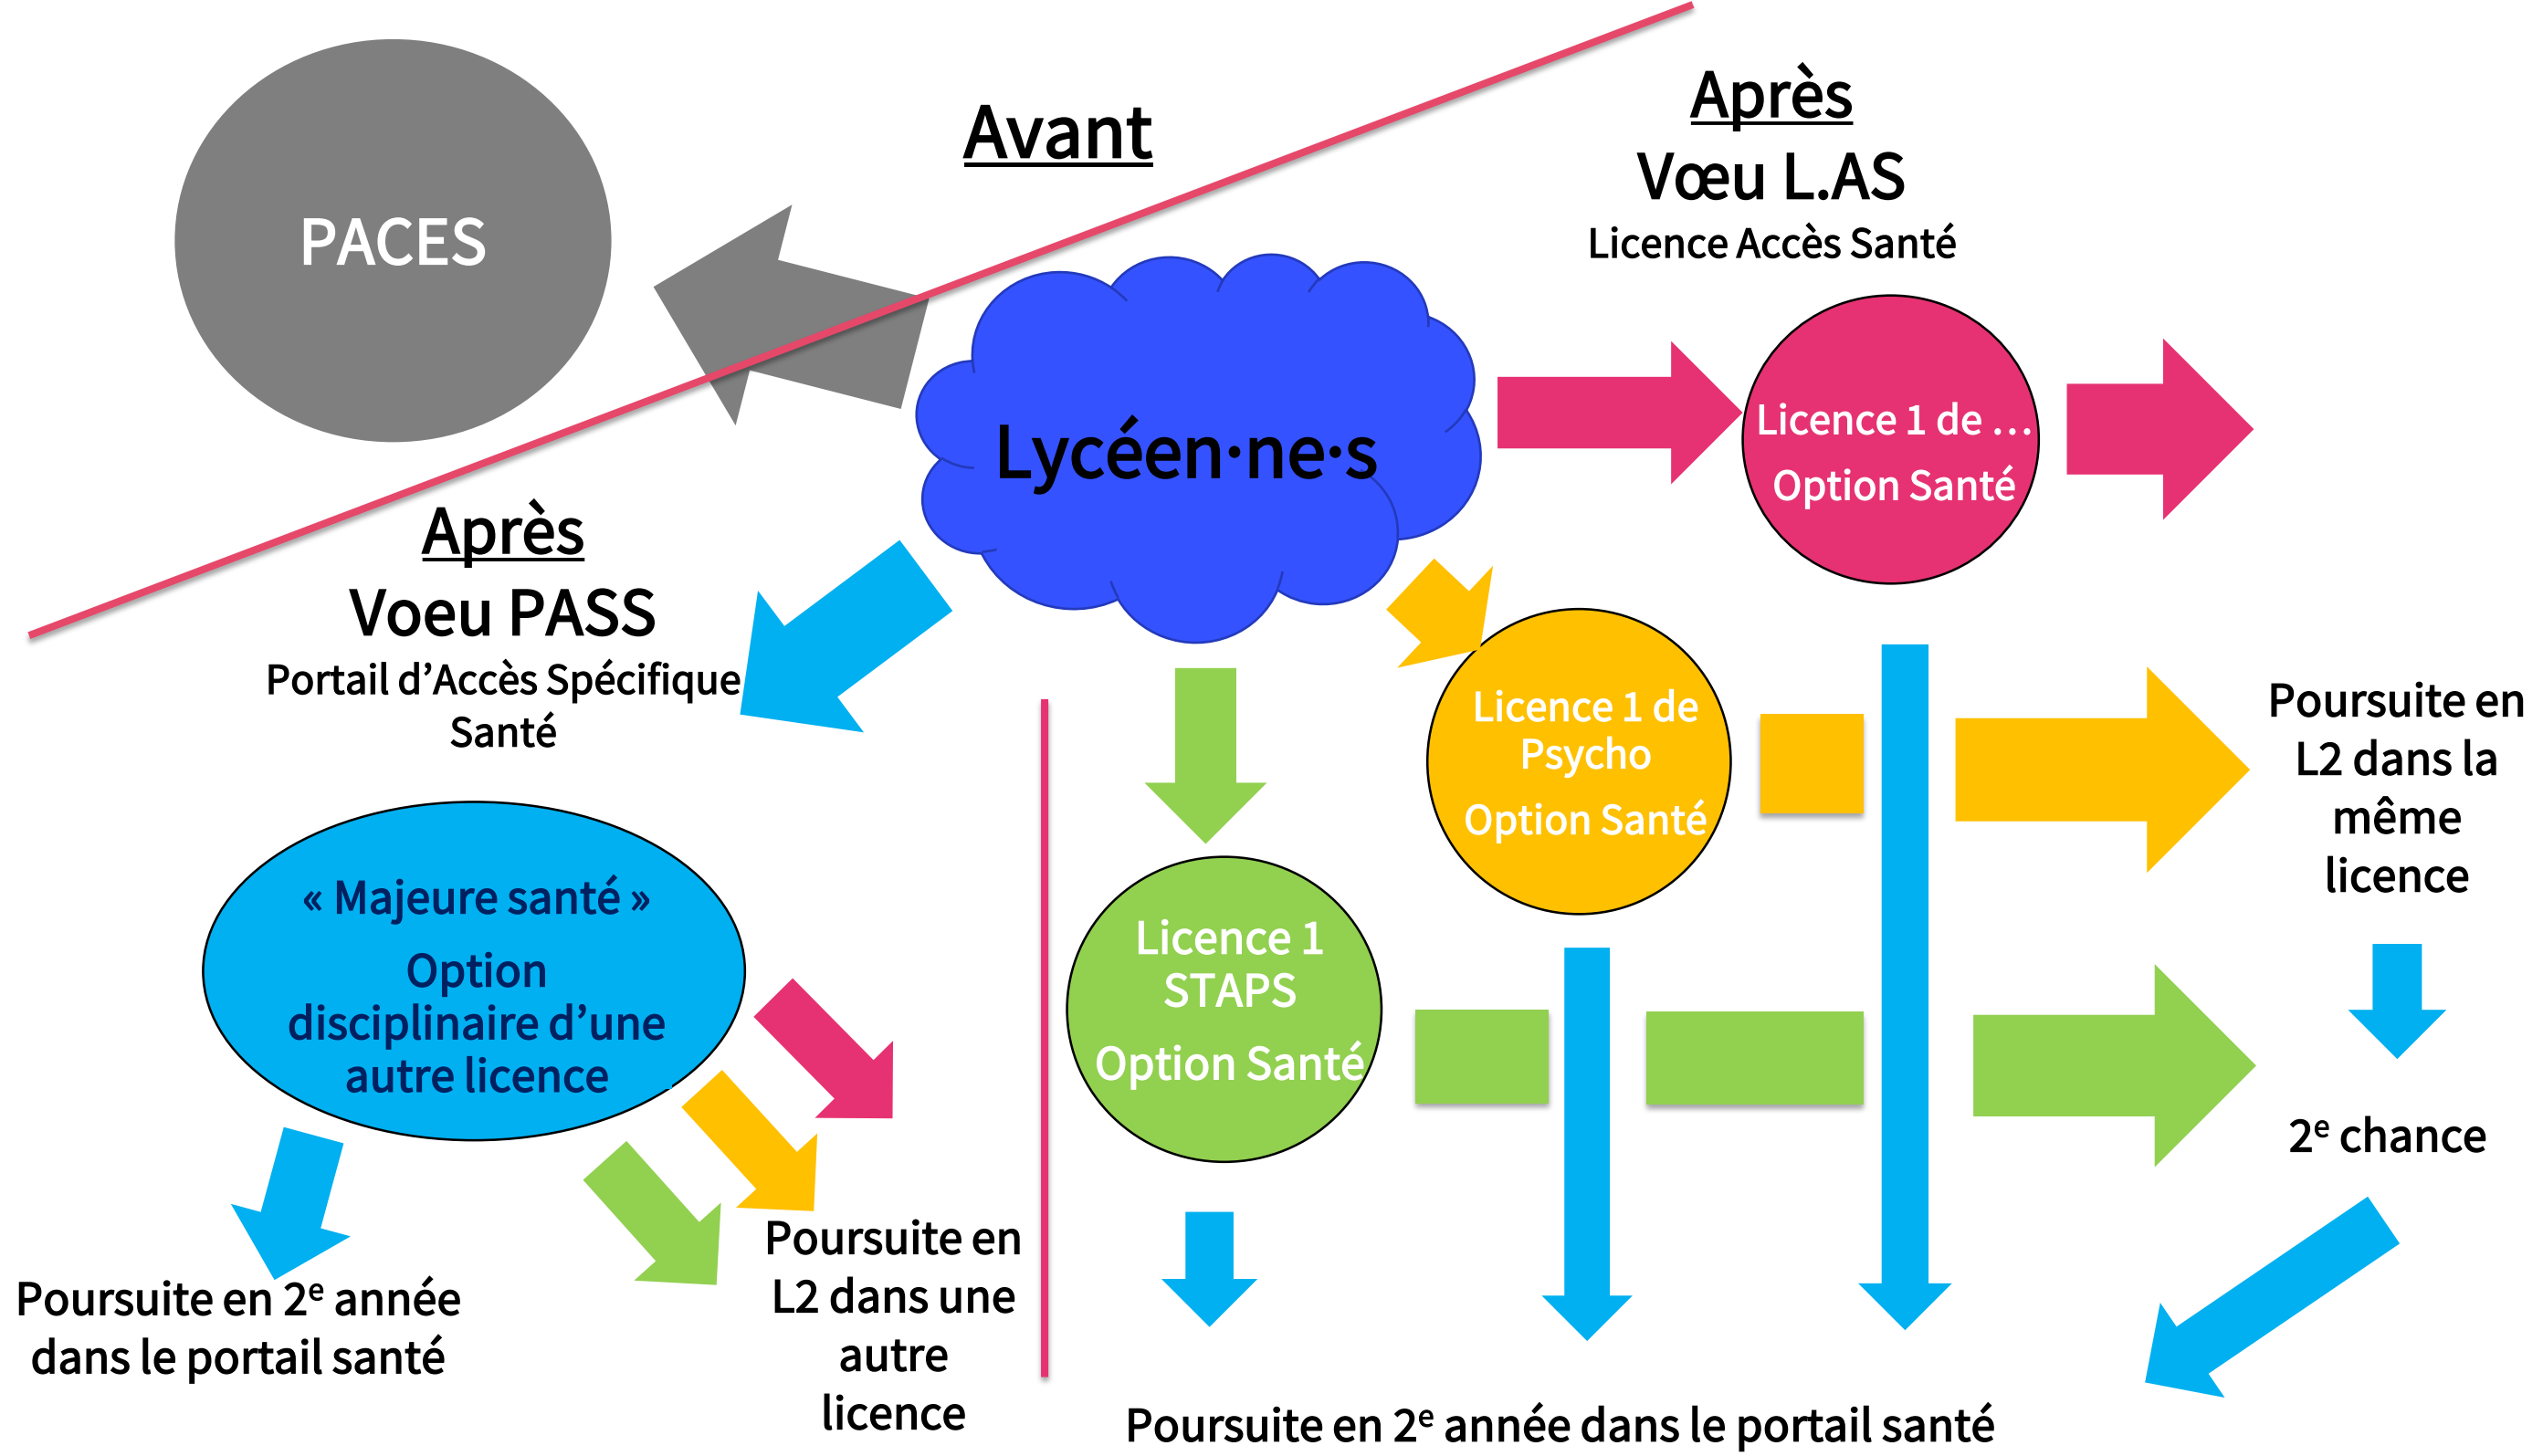 Avant
PACES
Après
Vœu L.AS
Licence Accès Santé
Lycéen·ne·s
Licence 1 de ...
Option Santé
Après
Voeu PASS
Portail d’Accès Spécifique
Santé
« Majeure santé »
Option
disciplinaire d’une
autre licence
Licence 1 de
Psycho
Option Santé
Licence 1
STAPS
Option Santé
Poursuite en
L2 dans la
même
licence
2e chance
Poursuite en 2e année
dans le portail santé
Poursuite en
L2 dans une
autre
licence
Poursuite en 2e année dans le portail santé